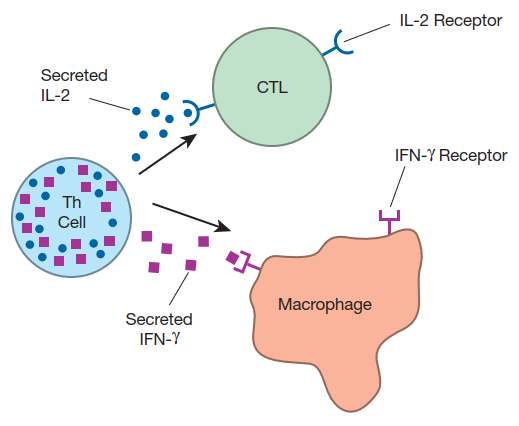 IL-2 Receptor
Secreted
IL-2
CTL
IFN-γ Receptor
Th
Cell
Macrophage
Secreted
IFN-γ